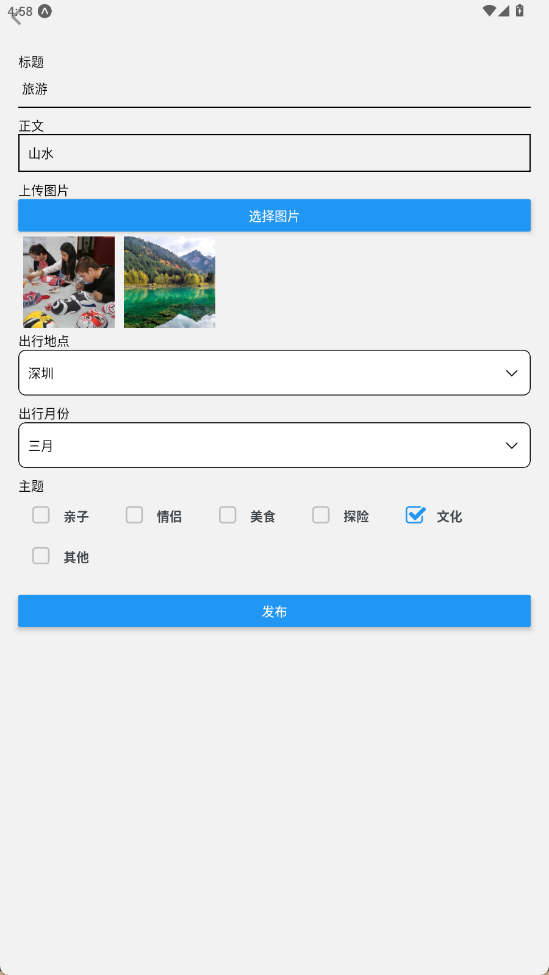 4:58
标题
旅游
正文
山水
上传图片
选择图片
出行地点
深圳
出行月份
三月
主题
亲子 情侣 美食 探险 文化
其他
发布